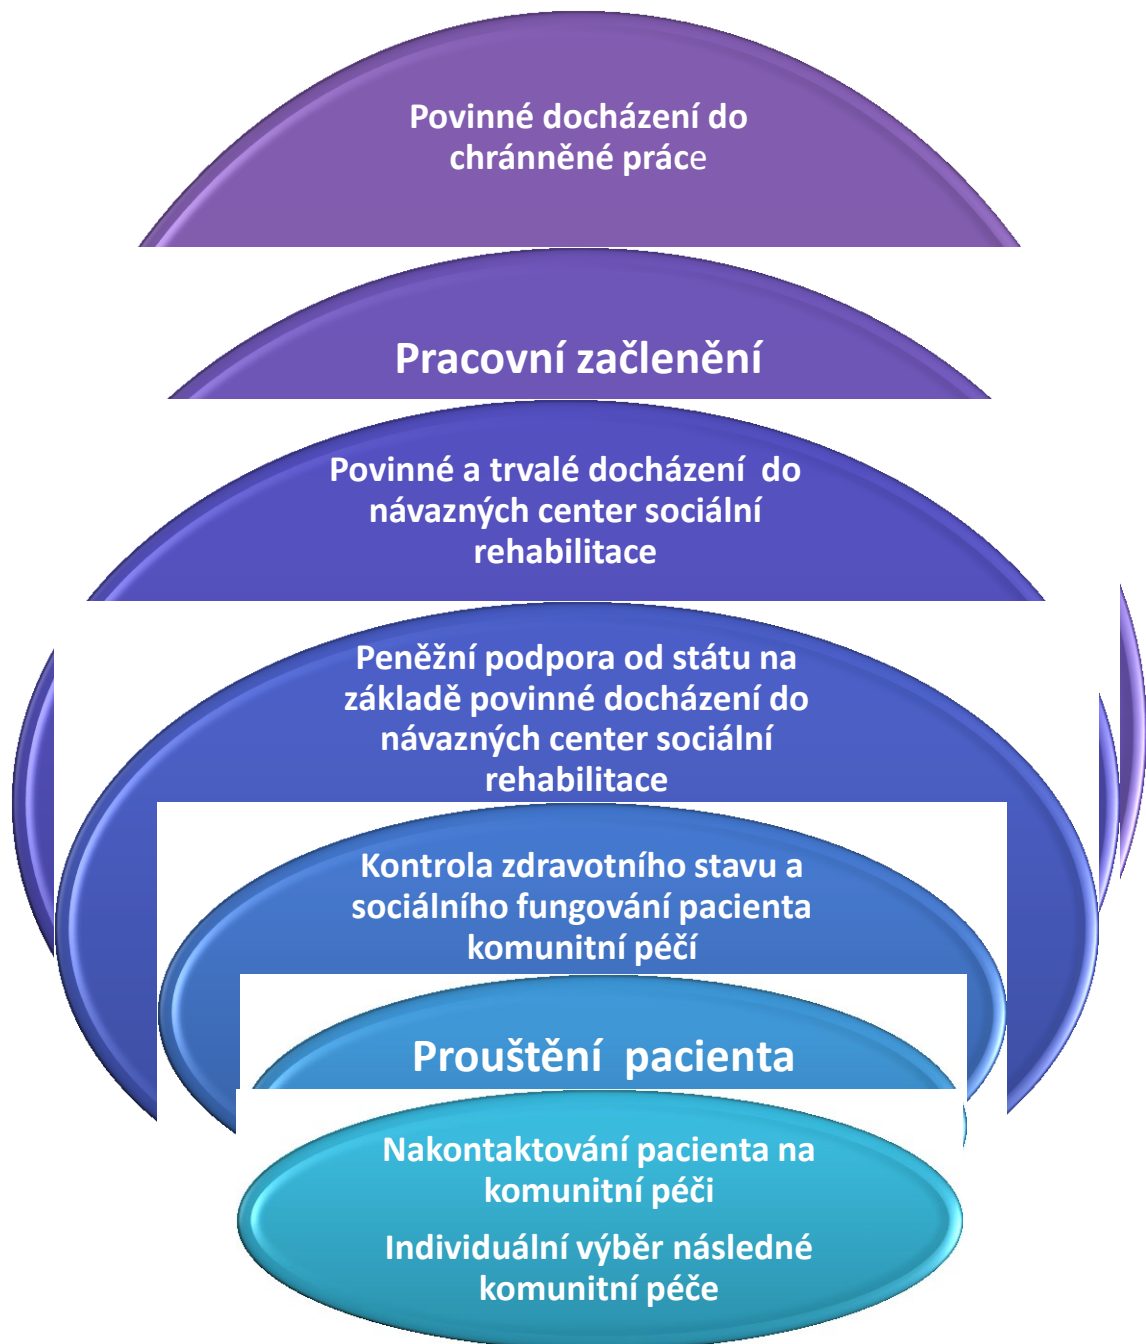 Povinné docházení do
chránněné práce
Pracovní začlenění
Povinné a trvalé docházení do
návazných center sociální
rehabilitace
Peněžní podpora od státu na
základě povinné docházení do
návazných center sociální
rehabilitace
Kontrola zdravotního stavu a
sociálního fungování pacienta
komunitní péčí
Prouštění pacienta
Nakontaktování pacienta na
komunitní péči
Individuální výběr následné
komunitní péče